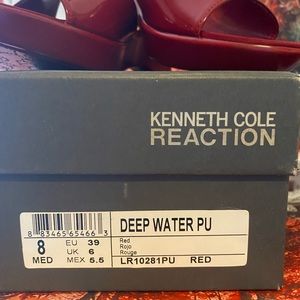 KENNETH COLE
REACTION
DEEP WATER PU
Red
Rojo
Rouge
8 83465 65466 3
8
MED
EU 39
UK 6
MEX 5.5
LR10281PU RED